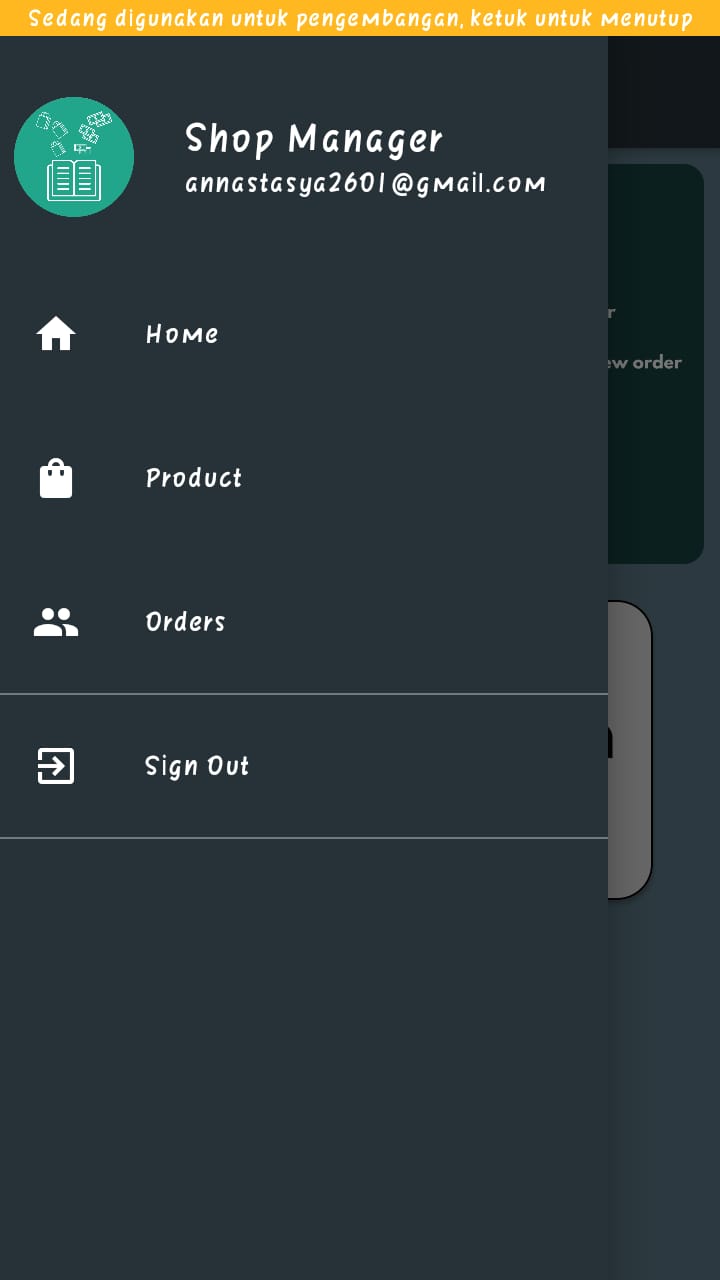 Sedang digunakan untuk pengembangan, ketuk untuk menutup
Shop Manager
annastasya2601@gmail.com
Home
ew order
Product
Orders
Sign Out